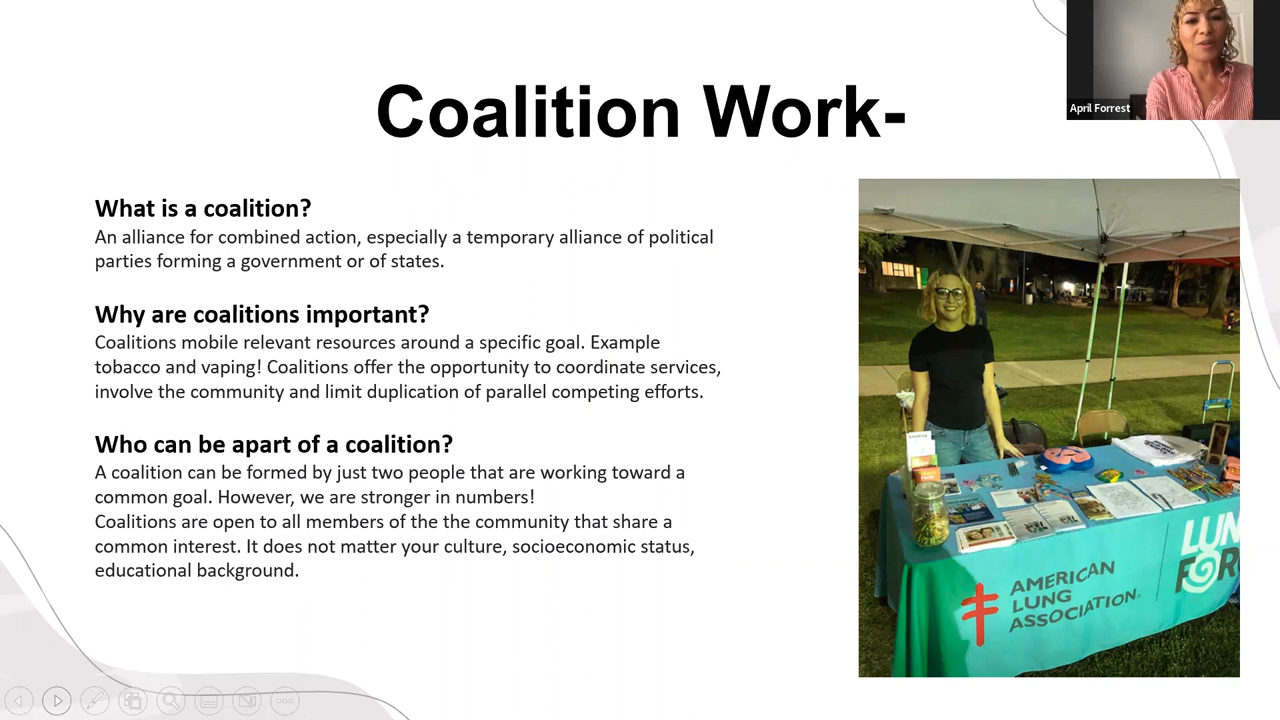 April Forrest
Coalition Work-
What is a coalition?
An alliance for combined action, especially a temporary alliance of political
parties forming a government or of states.
Why are coalitions important?
Coalitions mobile relevant resources around a specific goal. Example
tobacco and vaping! Coalitions offer the opportunity to coordinate services,
involve the community and limit duplication of parallel competing efforts.
Who can be apart of a coalition?
A coalition can be formed by just two people that are working toward a
common goal. However, we are stronger in numbers!
Coalitions are open to all members of the the community that share a
common interest. It does not matter your culture, socioeconomic status,
educational background.
AMERICAN
LUNG
ASSOCIATION
LUN
FOR